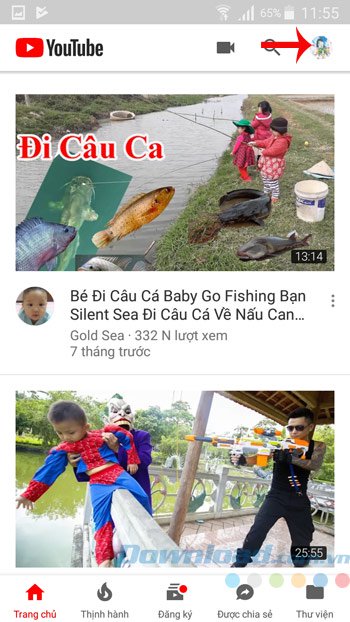 65% 11:55
YouTube
Đi Câu Ca
13:14
Bé Đi Câu Cá Baby Go Fishing Bạn
Silent Sea Đi Câu Cá Về Nấu Can...
Gold Sea · 332 N lượt xem
7 tháng trước
25:55
Download.com.vn
Trang chủ Thịnh hành Đăng ký Được chia sẻ Thư viện